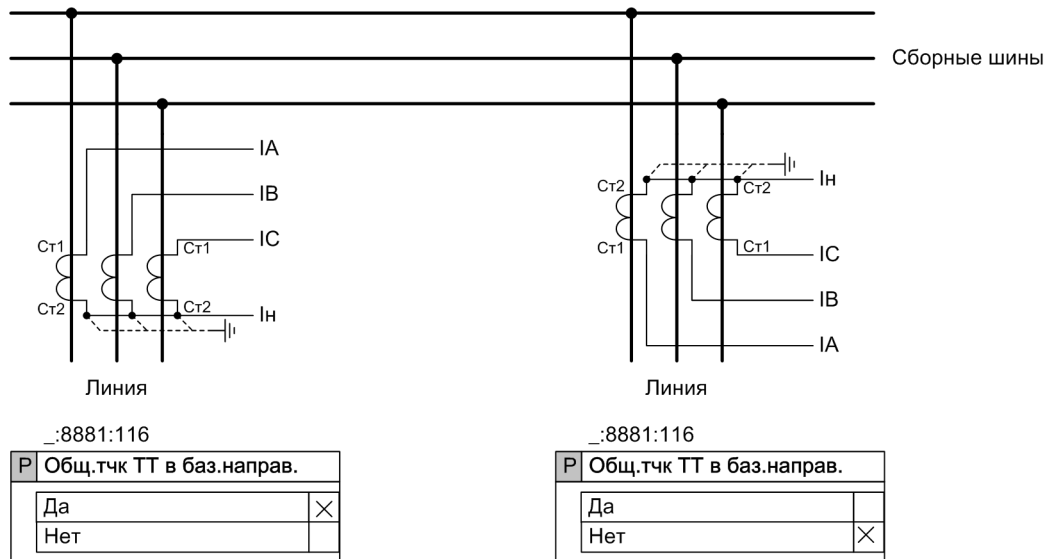 Сборные шины
IA
IB
IC
Ст1
Ст1
Ст2
Ст2
Iн
Линия
Ст2
Ст2
Iн
Ст1
Ст1
IC
IB
IA
Линия
_:8881:116
P Общ.тчк ТТ в баз.направ.
Да
Нет
_:8881:116
P Общ.тчк ТТ в баз.направ.
Да
Нет